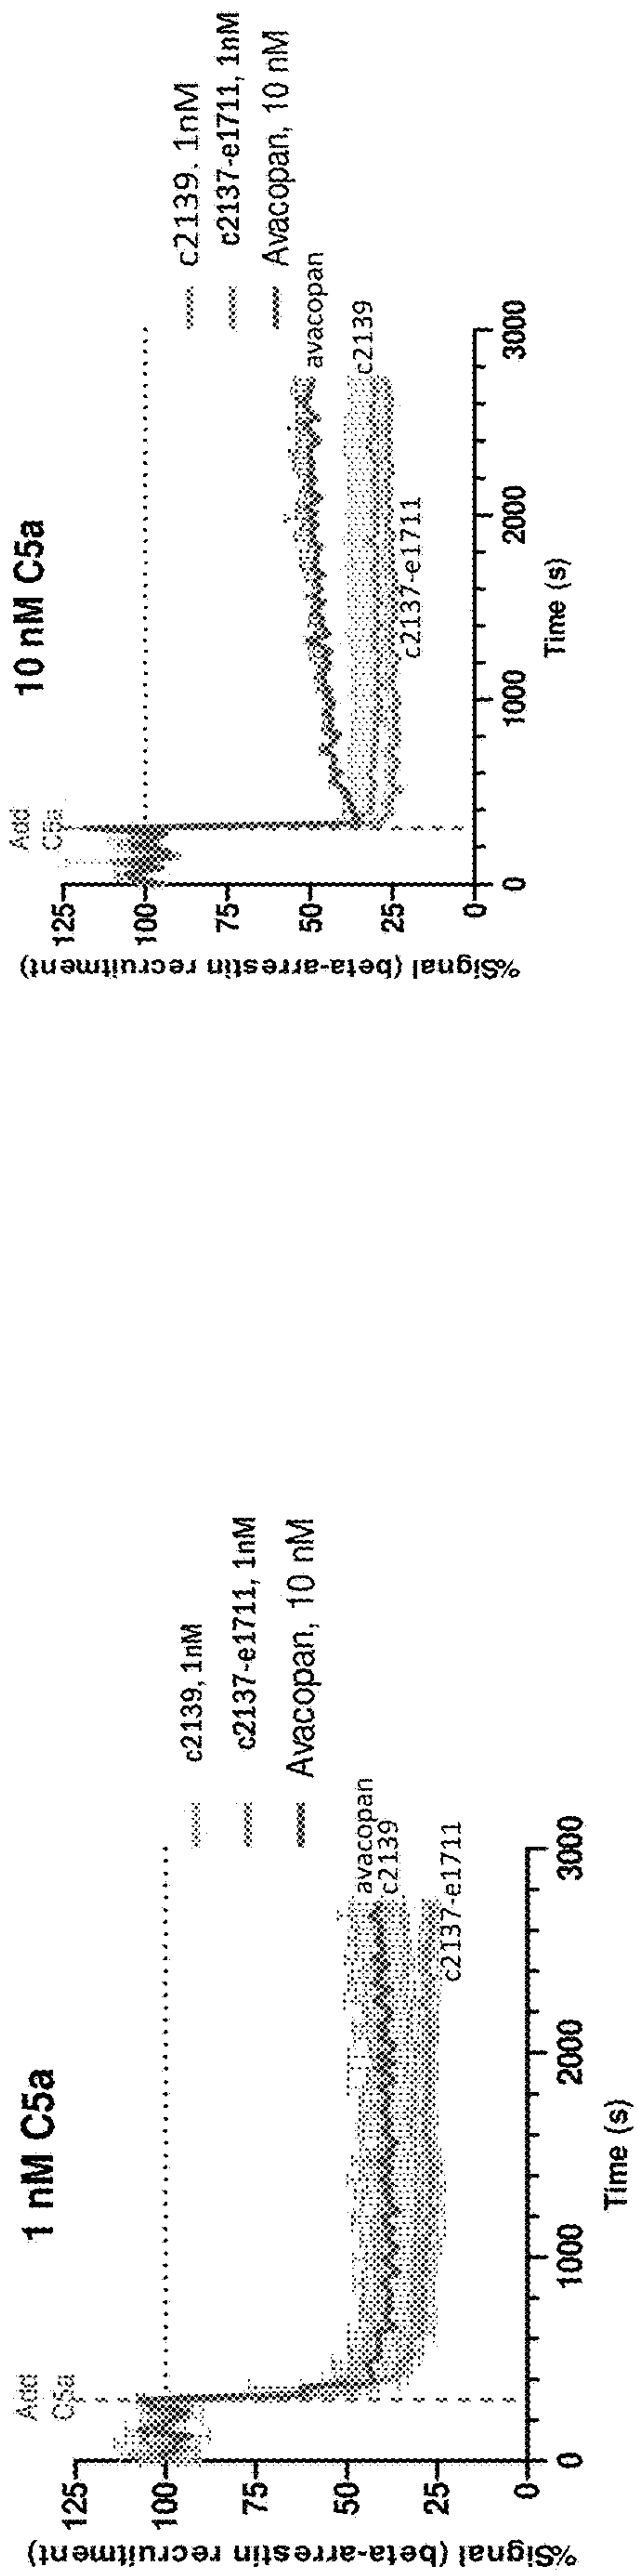 1 nM C5a
Add
C5a
125
100
75
50
25
0
%Signal (beta-arrestin recruitment)
0
1000
2000
3000
Time (s)
avacopan
c2139
c2137-e1711
c2139, 1nM
c2137-e1711, 1nM
Avacopan, 10 nM
10 nM C5a
Add
C5a
125
100
75
50
25
0
%Signal (beta-arrestin recruitment)
0
1000
2000
3000
Time (s)
avacopan
c2139
c2137-e1711
c2139, 1nM
c2137-e1711, 1nM
Avacopan, 10 nM